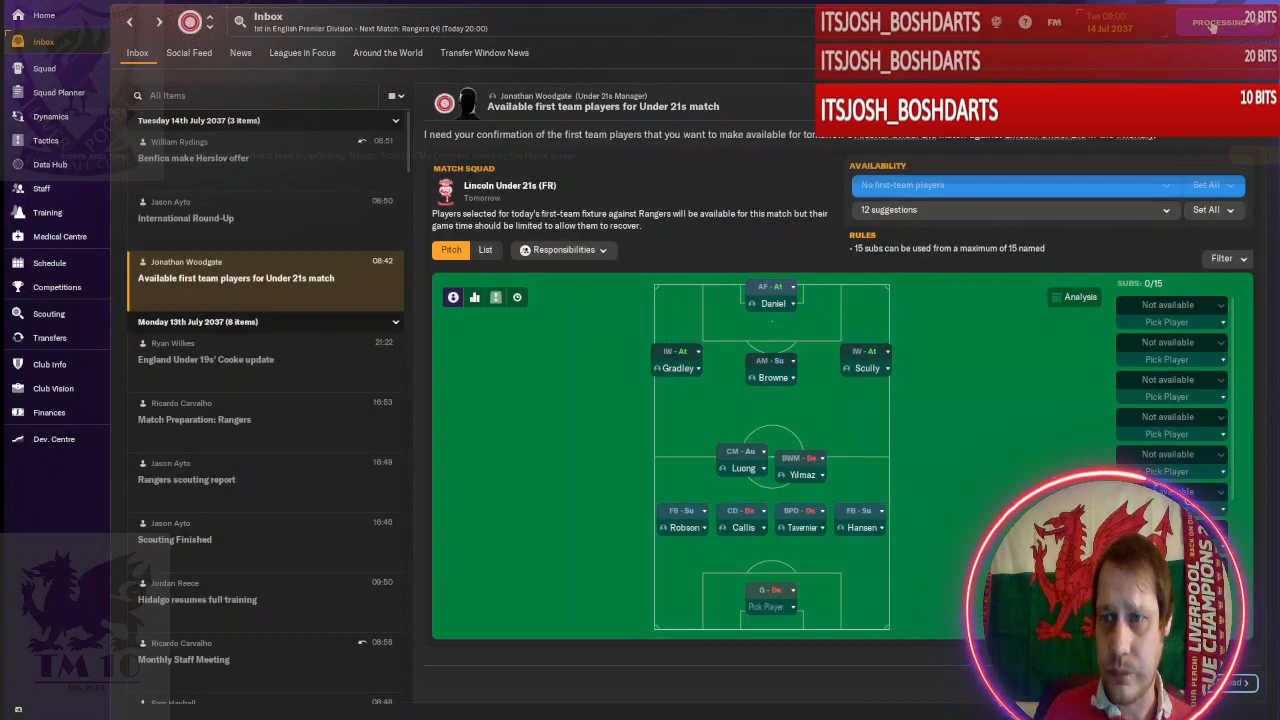 Inbox
1st in English Premier Division - Next Match: Rangers (H) (Today 20:00)
FM
Tue 09:00
14 Jul 2037
PROCESSING
ITSJOSH_BOSHDARTS
20 BITS
ITSJOSH_BOSHDARTS
20 BITS
ITSJOSH_BOSHDARTS
10 BITS
Home
Inbox
Squad
Squad Planner
Dynamics
Tactics
Data Hub
Staff
Training
Medical Centre
Schedule
Competitions
Scouting
Transfers
Club Info
Club Vision
Finances
Dev. Centre
TM 10
Inbox
Social Feed
News
Leagues in Focus
Around the World
Transfer Window News
All Items
Tuesday 14th July 2037 (3 Items)
William Rydings
08:51
Benfica make Herslov offer
Jason Ayto
08:50
International Round-Up
Jonathan Woodgate
08:42
Available first team players for Under 21s match
Monday 13th July 2037 (8 Items)
Ryan Wilkes
21:22
England Under 19s' Cooke update
Ricardo Carvalho
16:53
Match Preparation: Rangers
Jason Ayto
16:49
Rangers scouting report
Jason Ayto
16:46
Scouting Finished
Jordan Reece
09:50
Hidalgo resumes full training
Ricardo Carvalho
08:58
Monthly Staff Meeting
08:48
Jonathan Woodgate (Under 21s Manager)
Available first team players for Under 21s match
I need your confirmation of the first team players that you want to make available for
MATCH SQUAD
Lincoln Under 21s (FR)
Tomorrow
Players selected for today's first-team fixture against Rangers will be available for this match but their
game time should be limited to allow them to recover.
AVAILABILITY
No first-team players
Set All
12 suggestions
Set All
RULES
- 15 subs can be used from a maximum of 15 named
Pitch
List
Responsibilities
Filter
Analysis
AF - At
Daniel
IW - At
Gradley
AM - Su
Browne
IW - At
Scully
CM - Au
Luong
BWM - De
Yilmaz
FB - Su
Robson
CD - De
Callis
BPD - De
Tavernier
FB - Su
Hansen
G - De
Pick Player
SUBS: 0/15
Not available
Pick Player
Not available
Pick Player
Not available
Pick Player
Not available
Pick Player
Not available
Pick Player
LIVERPOOL